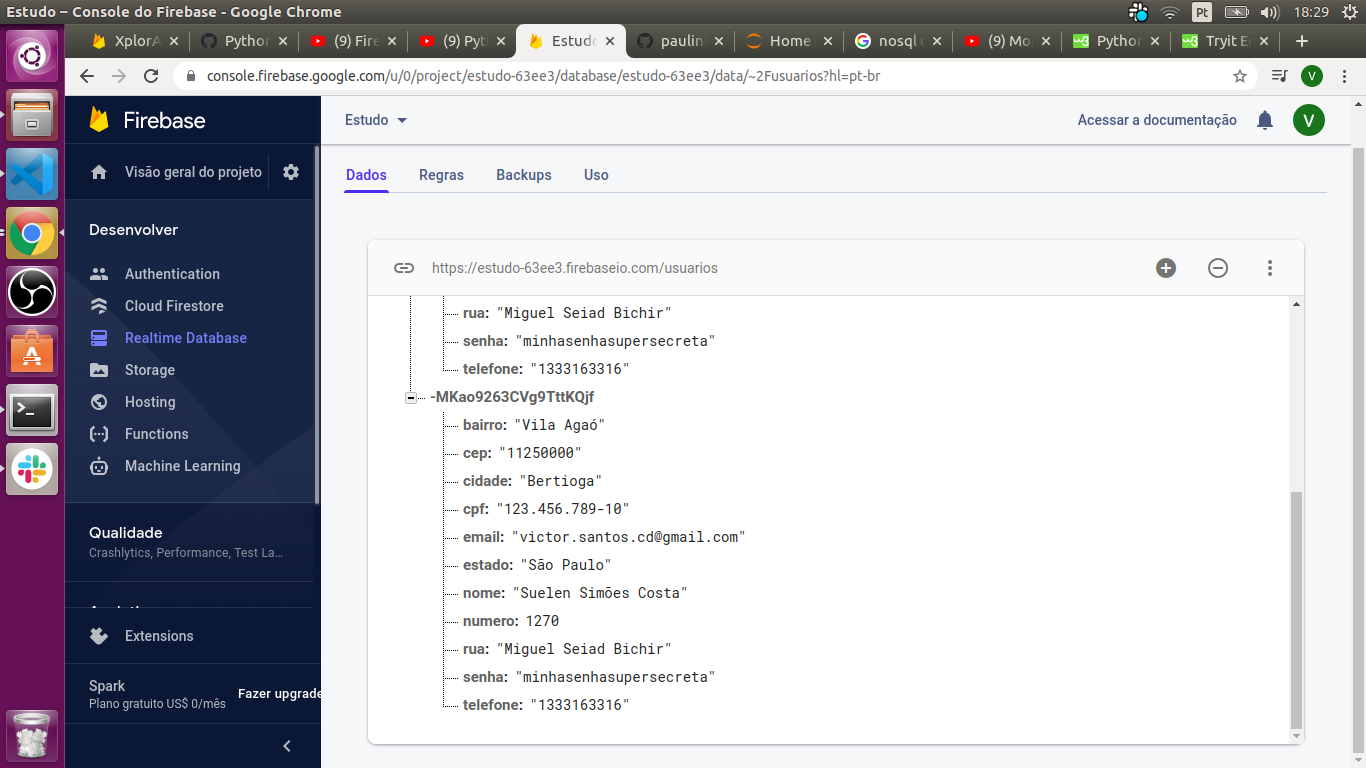 Estudo – Console do Firebase - Google Chrome
Pt
18:29
XplorA
Python
(9) Fire
(9) Pyt
Estudo
paulinh
Home
nosql
(9) Mo
Python
Tryit E
console.firebase.google.com/u/0/project/estudo-63ee3/database/estudo-63ee3/data/~2Fusuarios?hl=pt-br
V
Firebase
Estudo
Acessar a documentação
V
Visão geral do projeto
Dados
Regras
Backups
Uso
Desenvolver
Authentication
Cloud Firestore
Realtime Database
Storage
Hosting
Functions
Machine Learning
Qualidade
Crashlytics, Performance, Test La…
Extensions
Spark
Plano gratuito US$ 0/mês
Fazer upgrade
https://estudo-63ee3.firebaseio.com/usuarios
rua: "Miguel Seiad Bichir"
senha: "minhasenhasupersecreta"
telefone: "1333163316"
-MKao9263CVg9TttKQjf
bairro: "Vila Agaó"
cep: "11250000"
cidade: "Bertioga"
cpf: "123.456.789-10"
email: "victor.santos.cd@gmail.com"
estado: "São Paulo"
nome: "Suelen Simões Costa"
numero: 1270
rua: "Miguel Seiad Bichir"
senha: "minhasenhasupersecreta"
telefone: "1333163316"